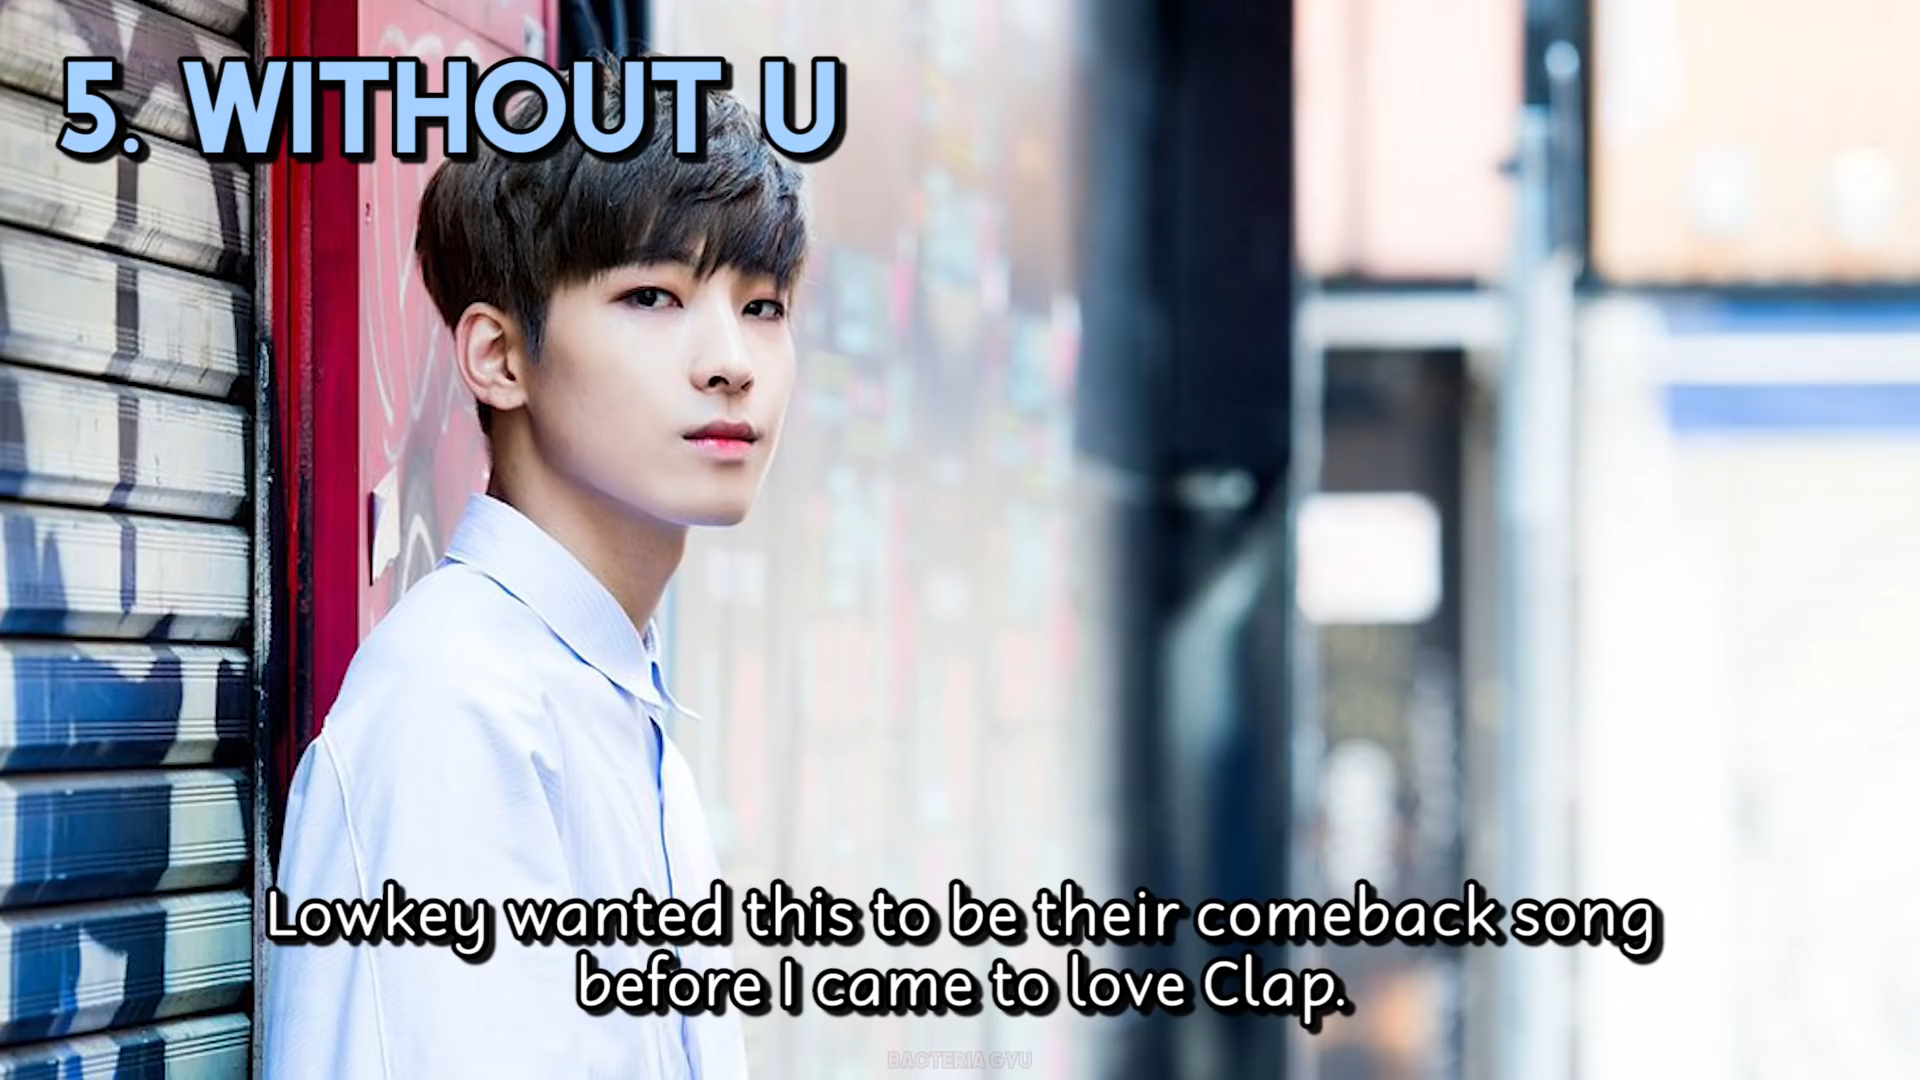 5. WITHOUT U
Lowkey wanted this to be their comeback song
before I came to love Clap.
BACTERIA GYU